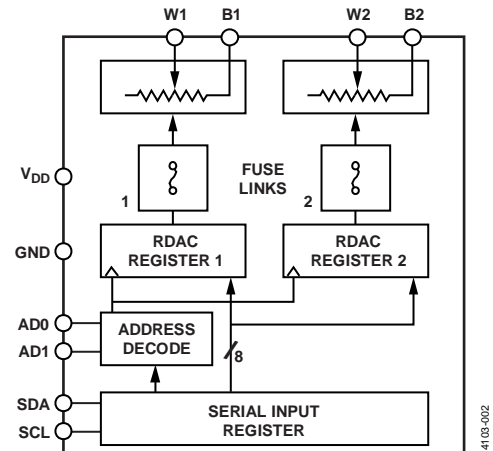 W1 B1 W2 B2
V_DD
FUSE
LINKS
1
2
GND
RDAC
REGISTER 1
RDAC
REGISTER 2
AD0
AD1
ADDRESS
DECODE
8
SDA
SCL
SERIAL INPUT
REGISTER
4103-002